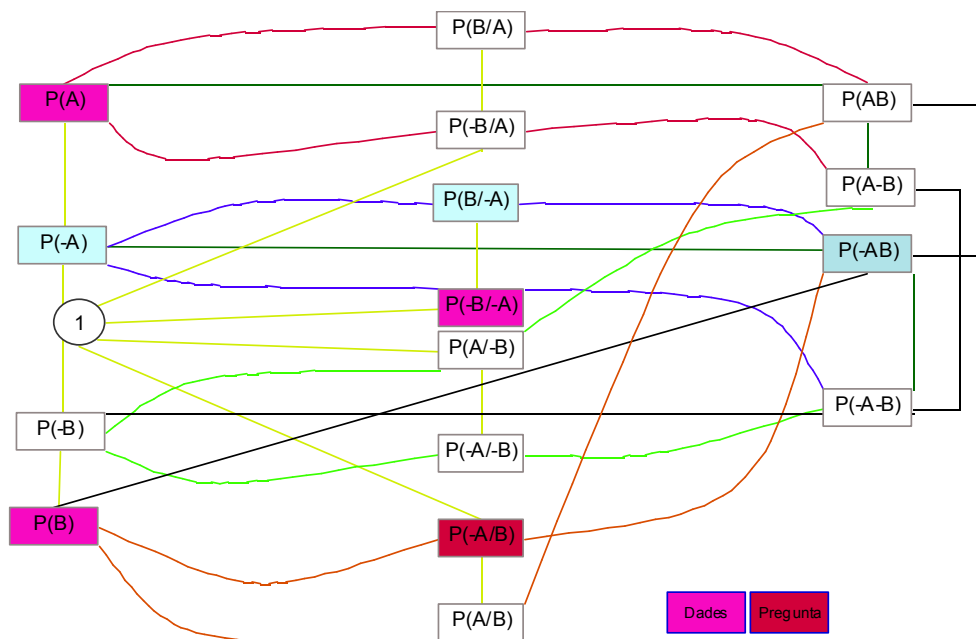 P(B/A)
P(A)
P(AB)
P(-B/A)
P(A-B)
P(B/-A)
P(-A)
P(-AB)
P(-B/-A)
1
P(A/-B)
P(-A-B)
P(-B)
P(-A/-B)
P(B)
P(-A/B)
P(A/B)
Dades
Pregunta